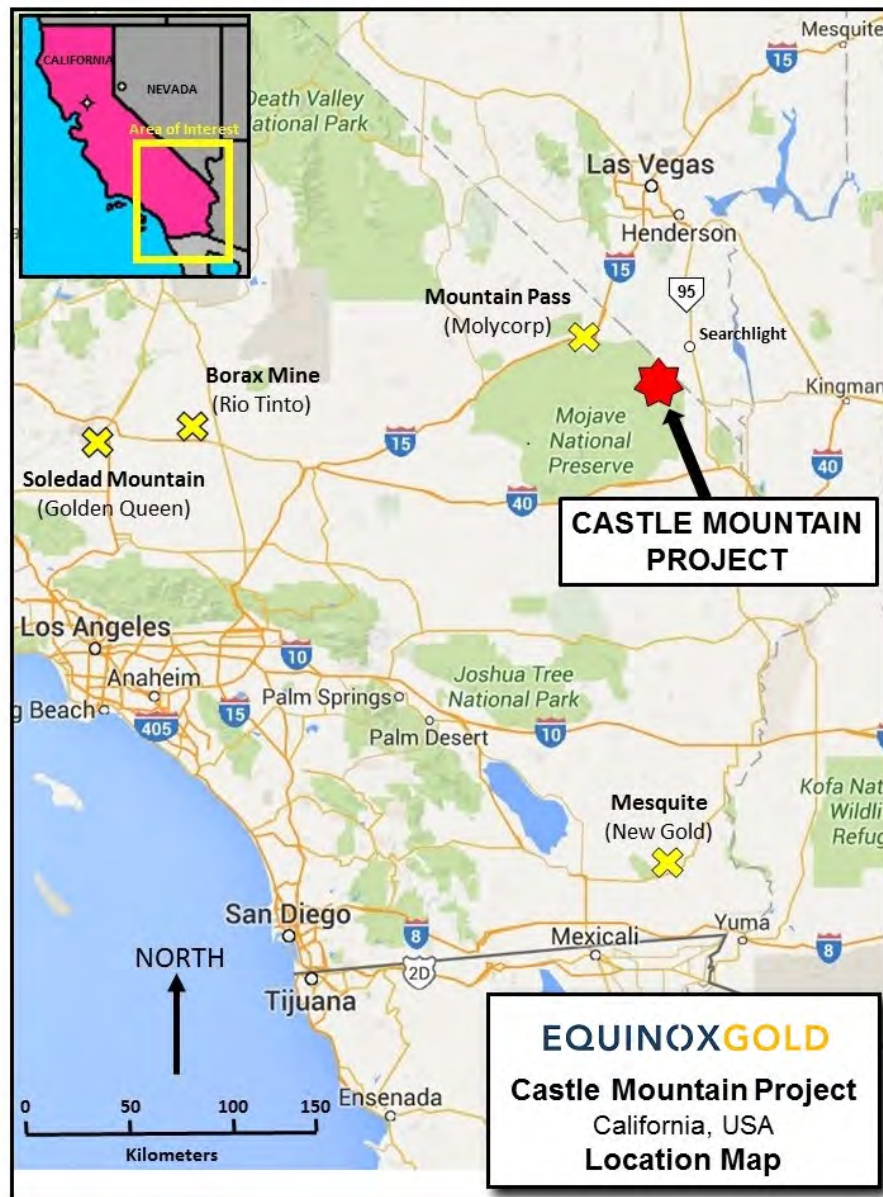 CALIFORNIA
NEVADA
Area of Interest
Death Valley
National Park
Mesquite
15
Las Vegas
Henderson
15
95
Mountain Pass
(Molycorp)
Searchlight
Borax Mine
(Rio Tinto)
Kingman
Soledad Mountain
(Golden Queen)
15
Mojave
National
Preserve
40
40
CASTLE MOUNTAIN
PROJECT
Los Angeles
10
Anaheim
Palm Springs
Joshua Tree
National Park
g Beach
405
15
Palm Desert
10
Mesquite
(New Gold)
Kofa Nat
Wildli
Refug
San Diego
8
Mexicali
Yuma
8
NORTH
2D
Tijuana
EQUINOXGOLD
Castle Mountain Project
California, USA
Location Map
Ensenada
0 50 100 150
Kilometers